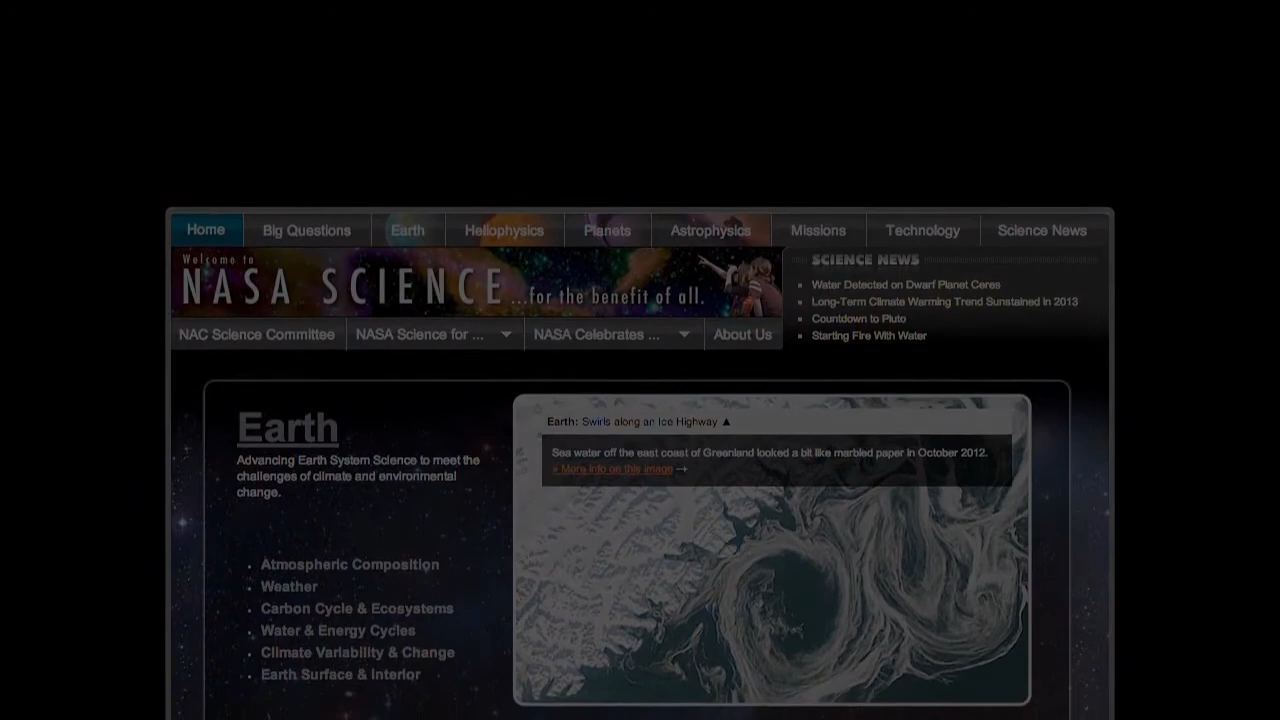 Home Big Questions Earth Heliophysics Planets Astrophysics Missions Technology Science News
Welcome to
NASA SCIENCE ...for the benefit of all.
SCIENCE NEWS
Water Detected on Dwarf Planet Ceres
Long-Term Climate Warming Trend Sunstained in 2013
Countdown to Pluto
Starting Fire With Water
NAC Science Committee NASA Science for ... NASA Celebrates ... About Us
Earth
Advancing Earth System Science to meet the
challenges of climate and environmental
change.
Atmospheric Composition
Weather
Carbon Cycle & Ecosystems
Water & Energy Cycles
Climate Variability & Change
Earth Surface & Interior
Earth: Swirls along an Ice Highway ▲
Sea water off the east coast of Greenland looked a bit like marbled paper in October 2012.
» More info on this image →